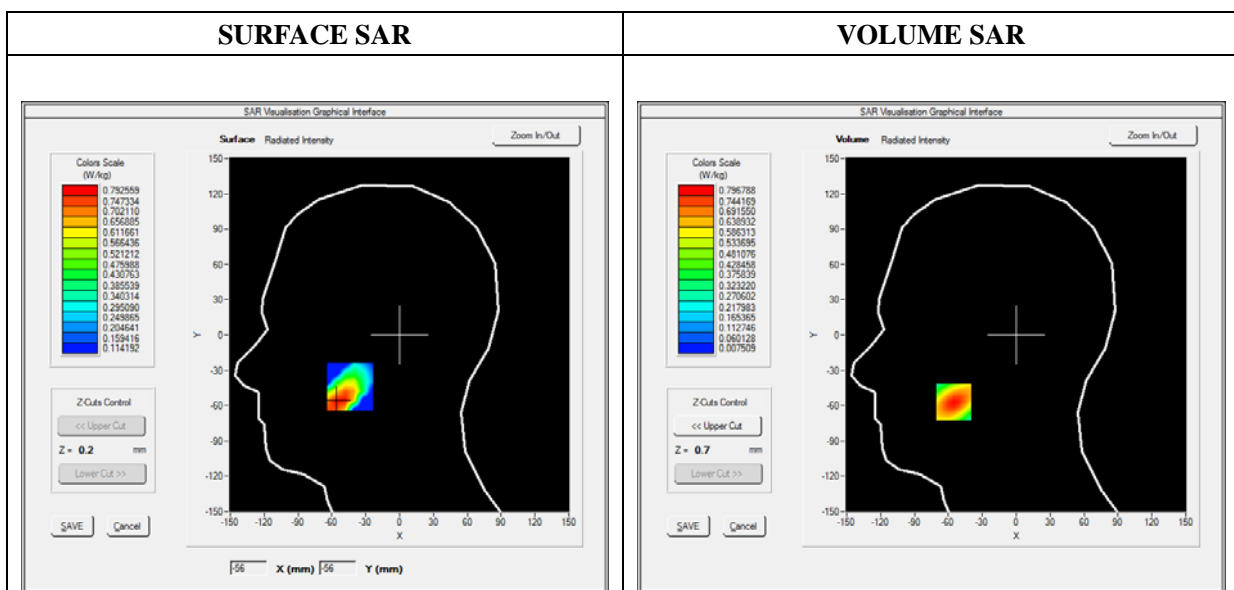 SURFACE SAR
VOLUME SAR
SAR Visualisation Graphical Interface
Surface Radiated Intensity
Zoom In/Out
Colors Scale
(W/kg)
0.792559
0.747334
0.702110
0.656885
0.611661
0.566436
0.521212
0.475988
0.430763
0.385539
0.340314
0.295090
0.249865
0.204641
0.159416
0.114192
Z-Cuts Control
<< Upper Cut
Z = 0.2 mm
Lower Cut >>
SAVE Cancel
150
120
90
60
30
0
-30
-60
-90
-120
-150
Y
-150 -120 -90 -60 -30 0 30 60 90 120 150
X
-56 X (mm) -56 Y (mm)
SAR Visualisation Graphical Interface
Volume Radiated Intensity
Zoom In/Out
Colors Scale
(W/kg)
0.796788
0.744169
0.691550
0.638932
0.586313
0.533695
0.481076
0.428458
0.375839
0.323220
0.270602
0.217983
0.165365
0.112746
0.060128
0.007509
Z-Cuts Control
<< Upper Cut
Z = 0.7 mm
Lower Cut >>
SAVE Cancel
150
120
90
60
30
0
-30
-60
-90
-120
-150
Y
-150 -120 -90 -60 -30 0 30 60 90 120 150
X